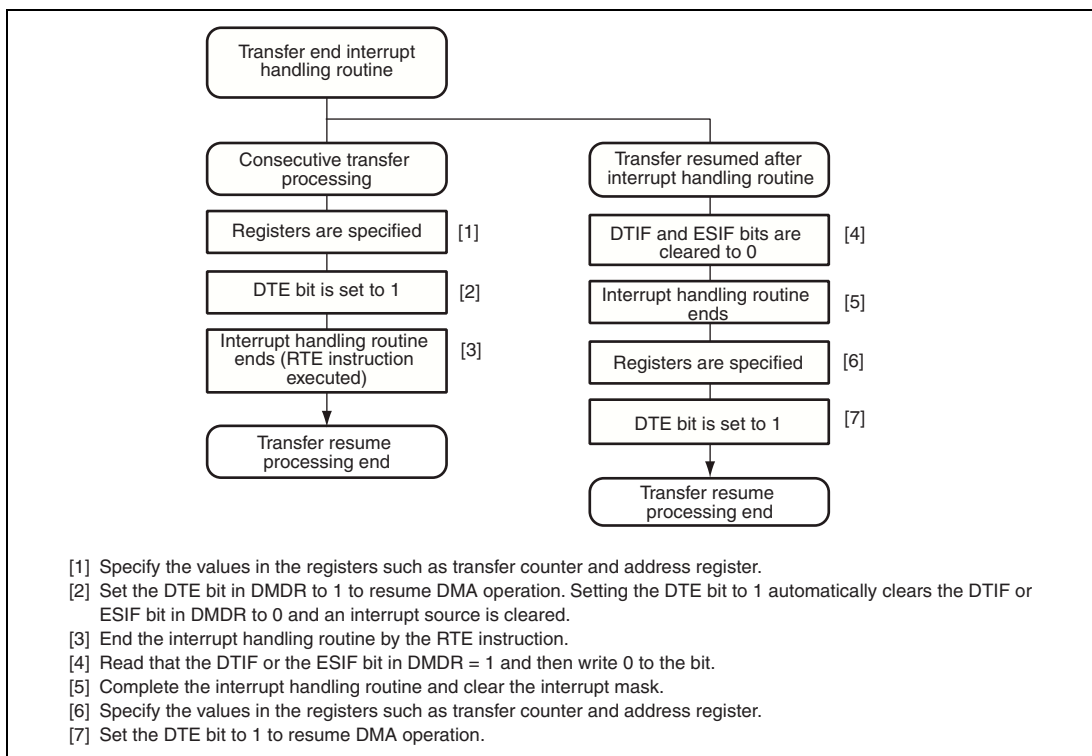 Transfer end interrupt
handling routine
Consecutive transfer
processing
Registers are specified [1]
DTE bit is set to 1 [2]
Interrupt handling routine
ends (RTE instruction
executed) [3]
Transfer resume
processing end
Transfer resumed after
interrupt handling routine
DTIF and ESIF bits are
cleared to 0 [4]
Interrupt handling routine
ends [5]
Registers are specified [6]
DTE bit is set to 1 [7]
Transfer resume
processing end
[1] Specify the values in the registers such as transfer counter and address register.
[2] Set the DTE bit in DMDR to 1 to resume DMA operation. Setting the DTE bit to 1 automatically clears the DTIF or
ESIF bit in DMDR to 0 and an interrupt source is cleared.
[3] End the interrupt handling routine by the RTE instruction.
[4] Read that the DTIF or the ESIF bit in DMDR = 1 and then write 0 to the bit.
[5] Complete the interrupt handling routine and clear the interrupt mask.
[6] Specify the values in the registers such as transfer counter and address register.
[7] Set the DTE bit to 1 to resume DMA operation.